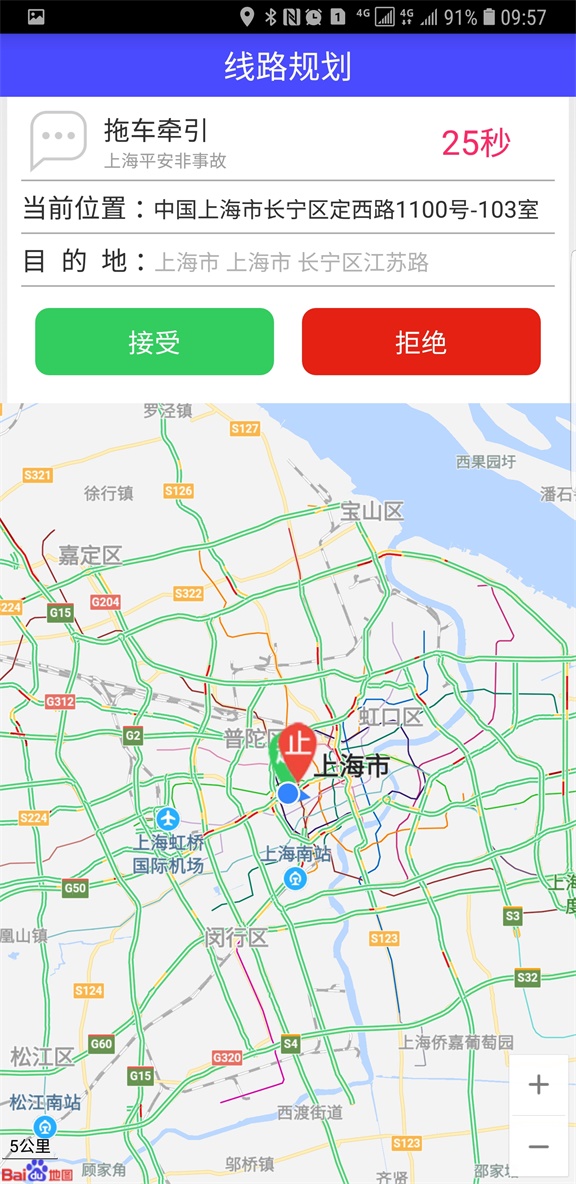 4G 4G 91% 09:57
线路规划
拖车牵引
上海平安非事故
25秒
当前位置：中国上海市长宁区定西路1100号-103室
目的地：上海市 上海市 长宁区江苏路
接受 拒绝
罗泾镇
S127
西果园圩
S321
徐行镇
S126
潘石
宝山区
嘉定区
S322
G204
224
G15
G312
虹口区
G2
普陀区
止
上海市
S224
上海虹桥
国际机场
上海南站
G50
上海
度
S3
凰山镇
闵行区
S123
S32
S124
G60
S4
上海侨嘉葡萄园
松江区
G320
G15
松江南站
西渡街道
5公里
S123
Bai du 地图
顾家角
邬桥镇
齐贤
邵家圩